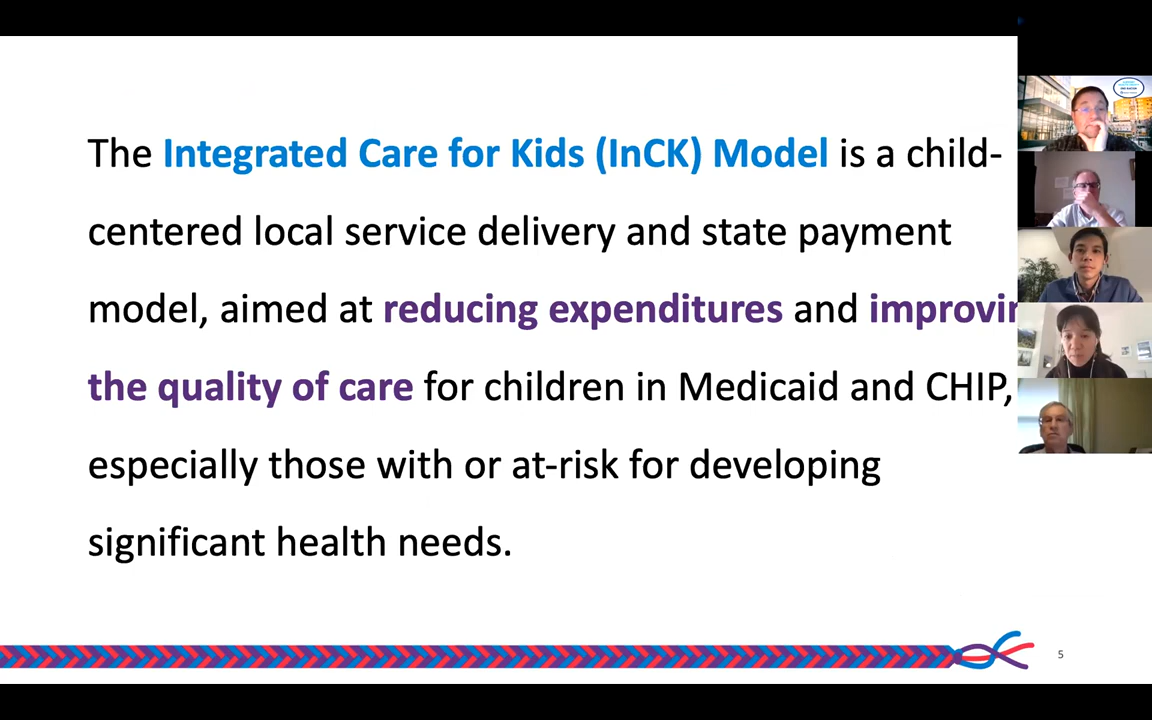 The Integrated Care for Kids (InCK) Model is a child-
centered local service delivery and state payment
model, aimed at reducing expenditures and improvin
the quality of care for children in Medicaid and CHIP,
especially those with or at-risk for developing
significant health needs.
5